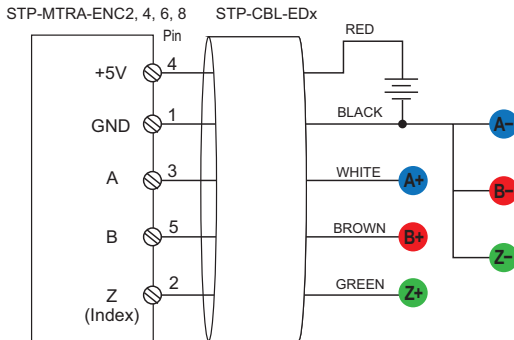 STP-MTRA-ENC2, 4, 6, 8 STP-CBL-EDx
Pin
RED
+5V 4
GND 1 BLACK A−
A 3 WHITE A+
B− 
B 5 BROWN B+
Z−
Z 2 GREEN Z+
(Index)